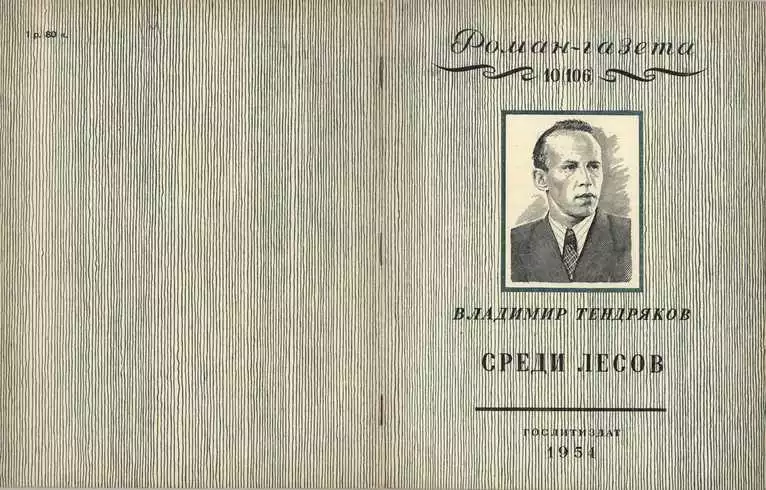 1 р. 80 к.
Роман-газета
10/106
ВЛАДИМИР ТЕНДРЯКОВ
СРЕДИ ЛЕСОВ
ГОСЛИТИЗДАТ
1954